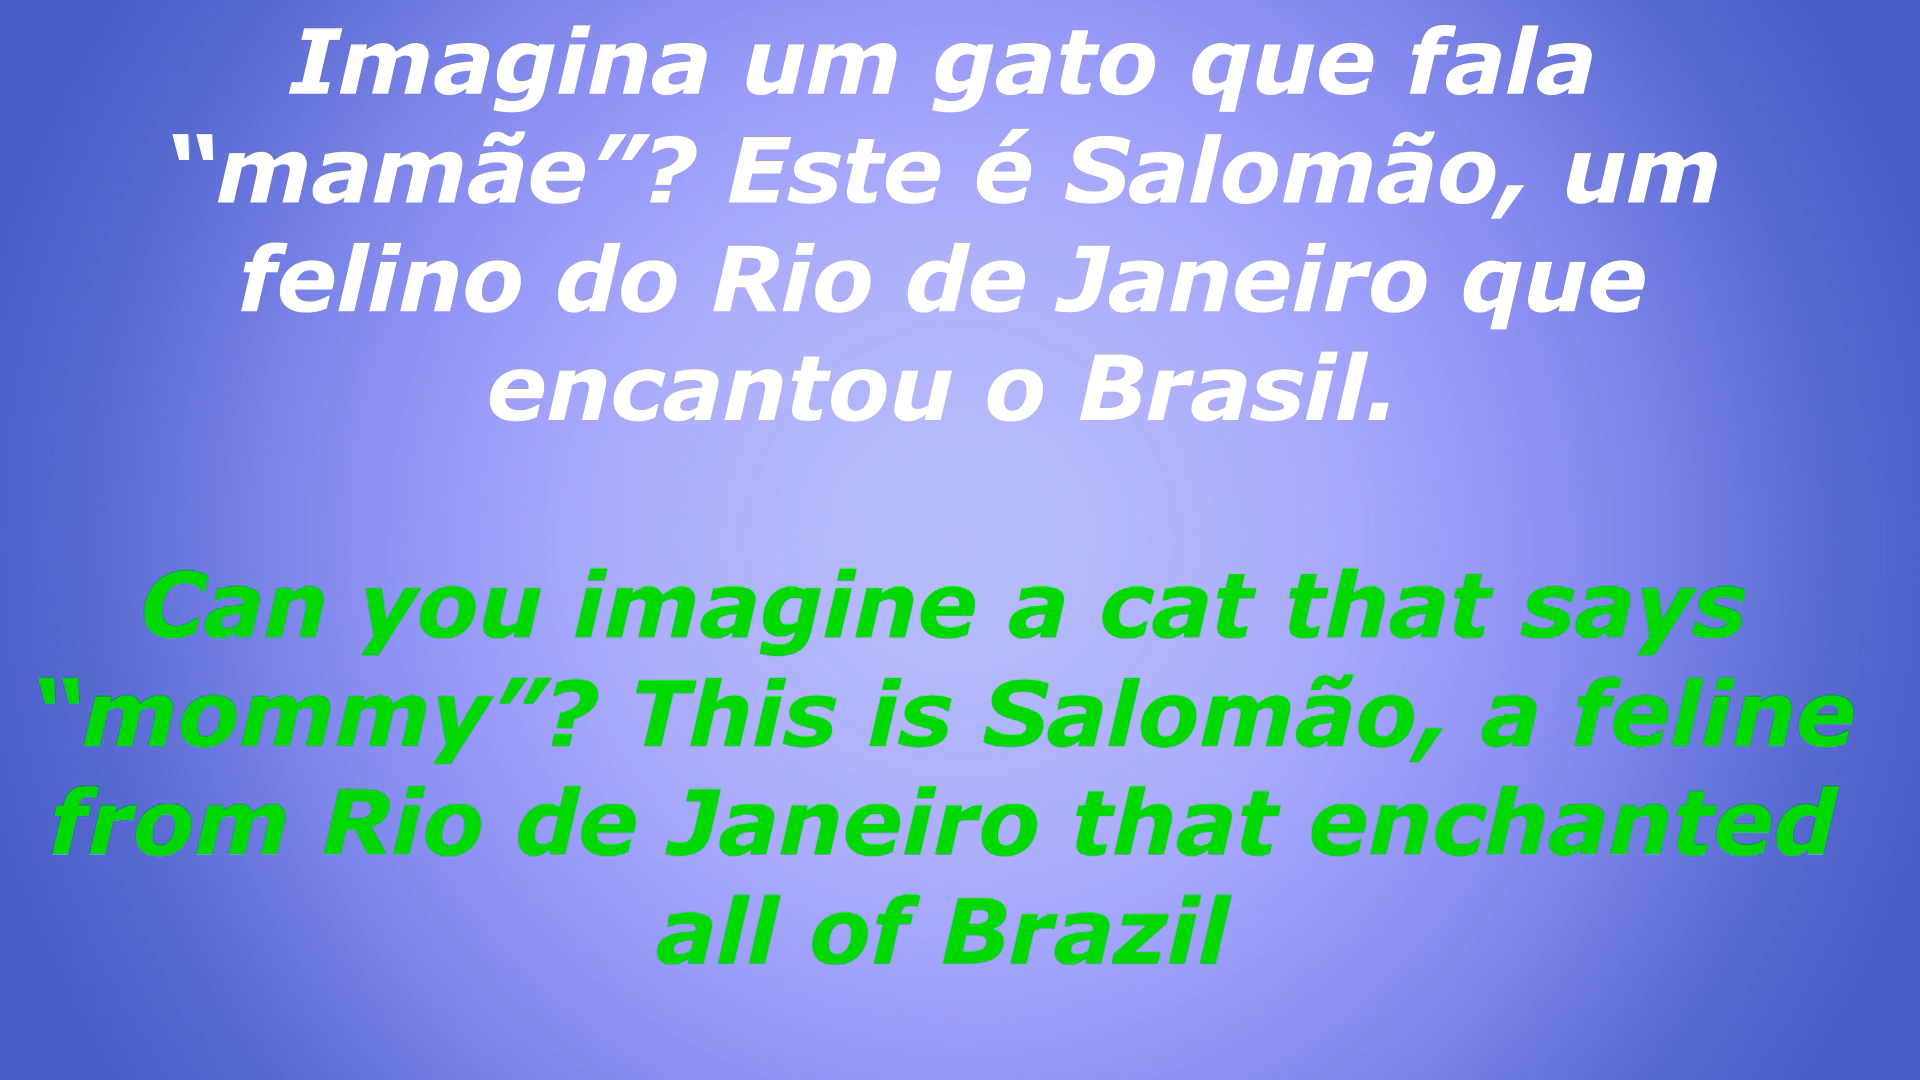 Imagina um gato que fala
“mamãe”? Este é Salomão, um
felino do Rio de Janeiro que
encantou o Brasil.
Can you imagine a cat that says
“mommy”? This is Salomão, a feline
from Rio de Janeiro that enchanted
all of Brazil